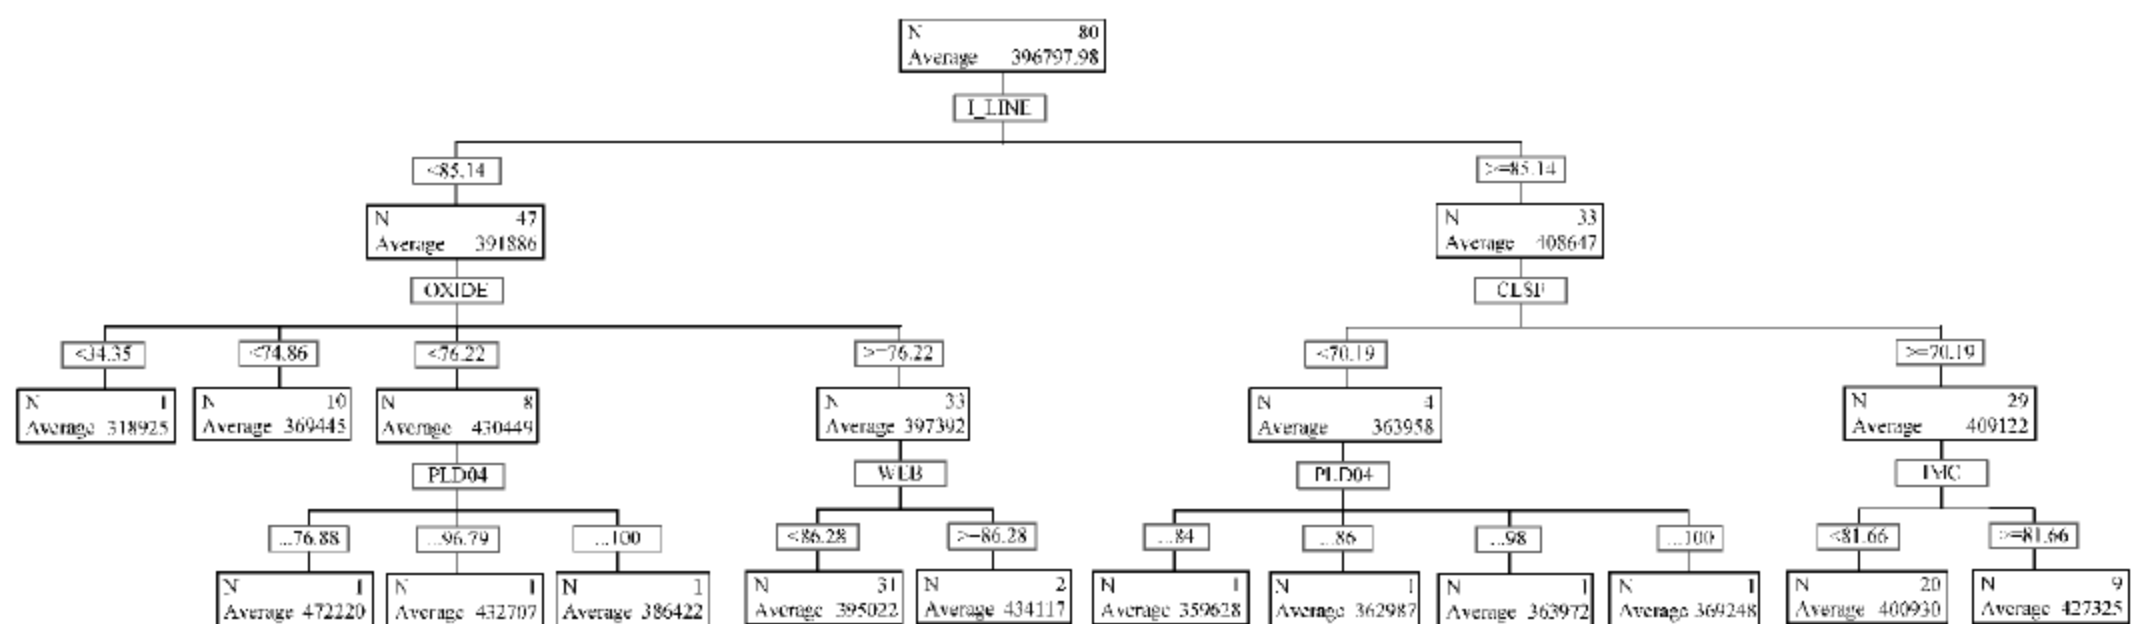 N 80
Average 396797.98
I_LINE
<85.14 >=85.14
N 47 N 33
Average 391886 Average 408647
OXIDE CLSF
<34.35 <74.86 <76.22 >=76.22 <70.19 >=70.19
N 1 N 10 N 8 N 33 N 4 N 29
Average 318925 Average 369445 Average 430449 Average 397392 Average 363958 Average 409122
PLD04 WEB PLD04 IMC
...76.88 ...96.79 ...100 <86.28 >=86.28 ...84 ...86 ...98 ...100 <81.66 >=81.66
N 1 N 1 N 1 N 31 N 2 N 1 N 1 N 1 N 1 N 20 N 9
Average 472220 Average 432707 Average 386422 Average 395022 Average 434117 Average 359628 Average 362987 Average 363972 Average 369248 Average 400930 Average 427325